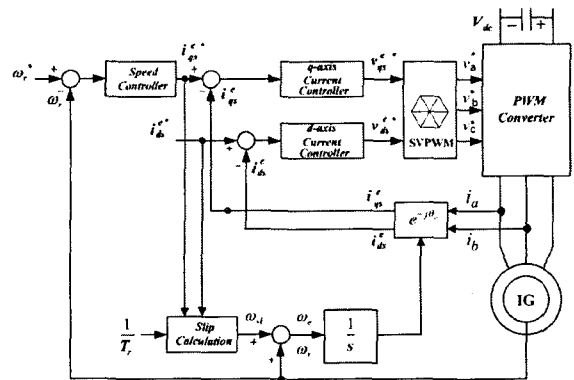 V_dc
− +
i_qs^e*
ω_r* + Speed Controller + q-axis Current Controller v_qs^e* v_a*
ω_r − − i_qs^e
PWM Converter
v_b*
i_ds^e* + d-axis Current Controller v_ds^e* SVPWM v_c*
− i_ds^e
i_qs^e e^-jθ_e i_a
i_ds^e i_b
IG
1/T_r Slip Calculation ω_sl + ω_e 1/s
+ ω_r